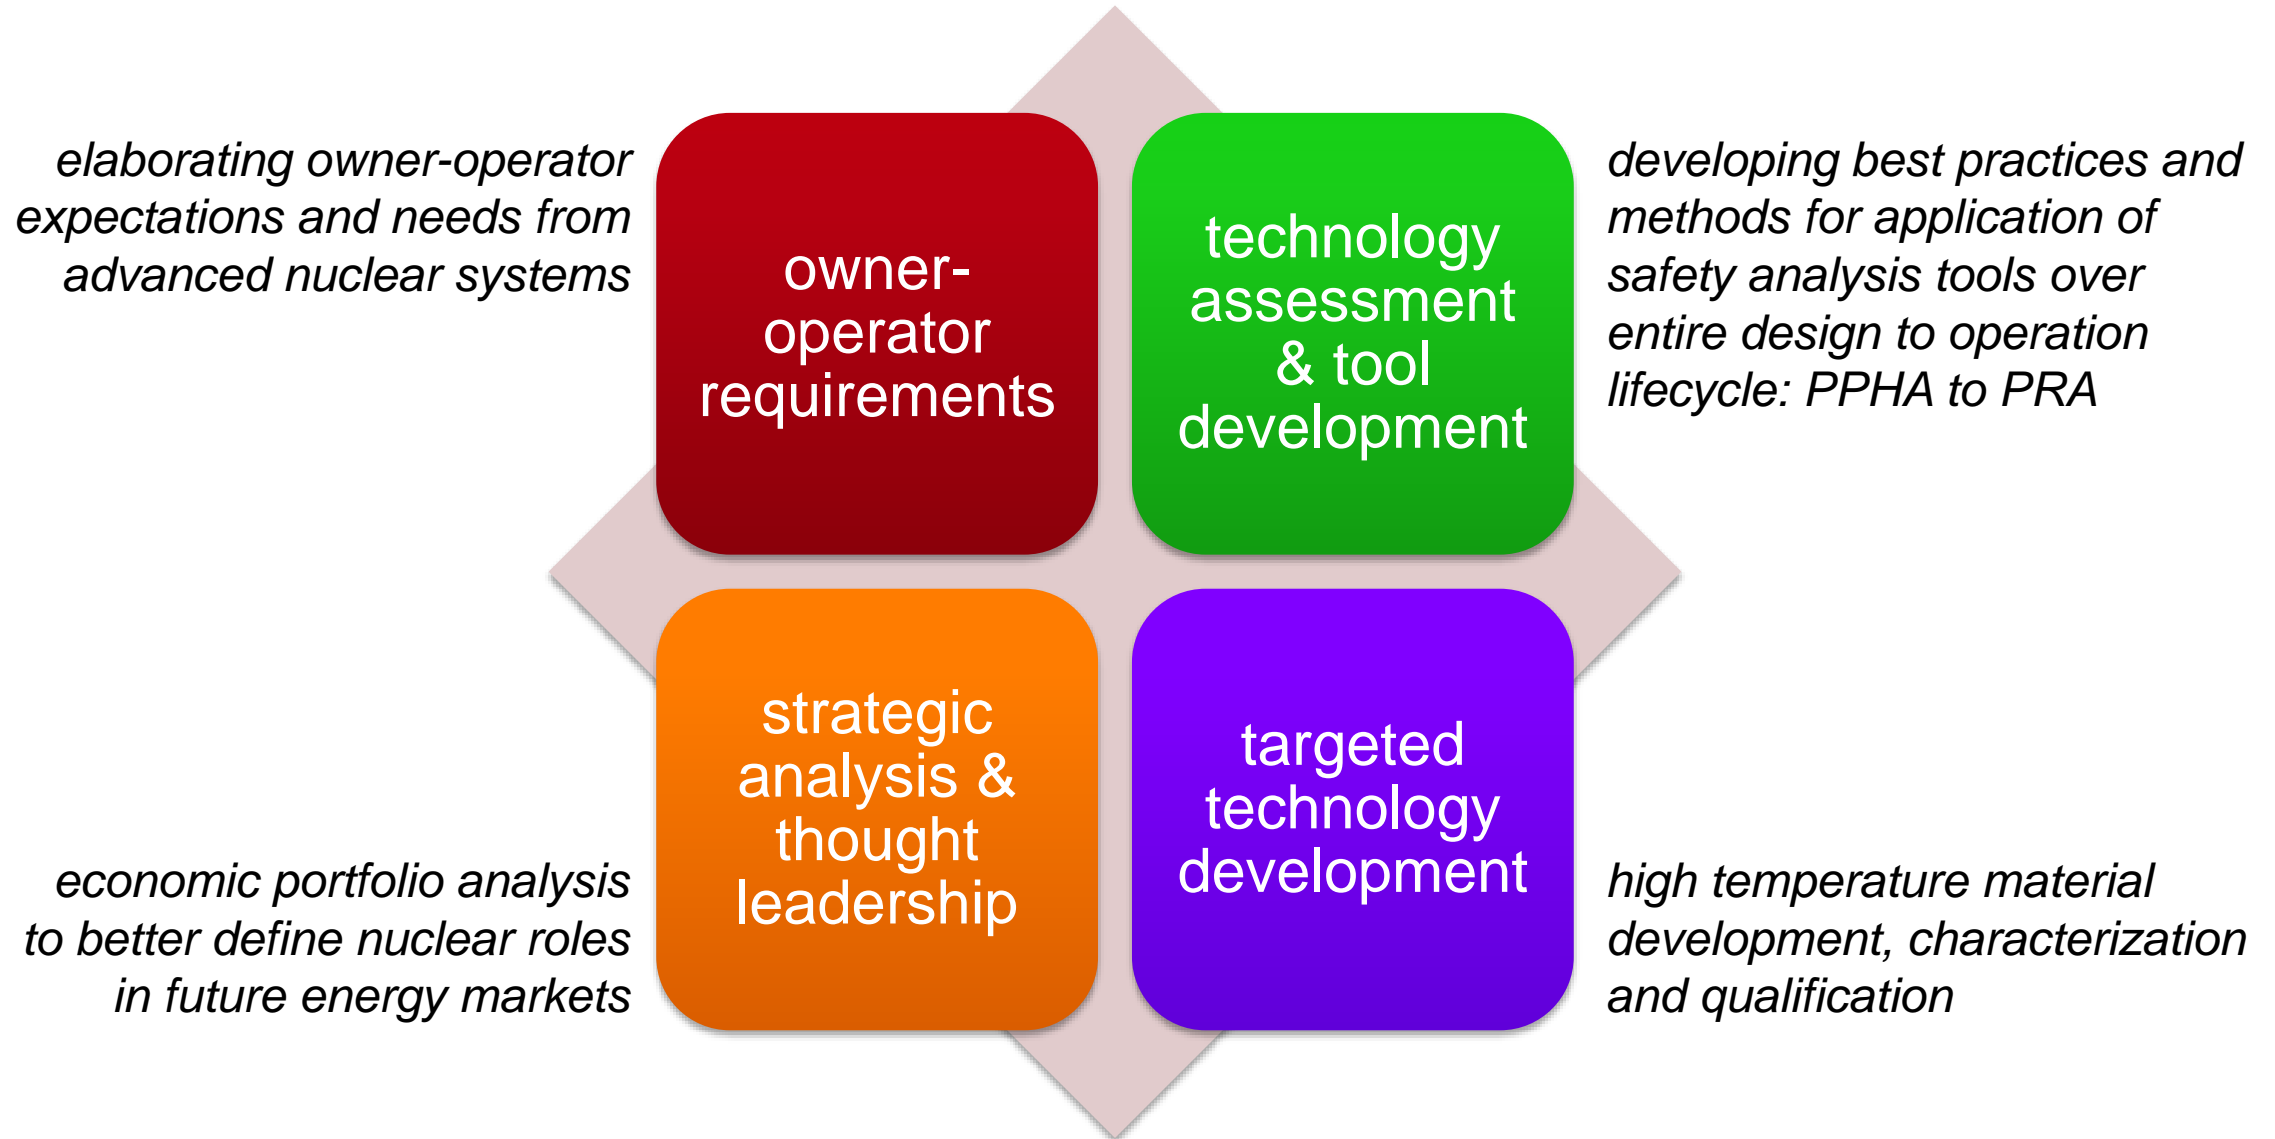 elaborating owner-operator
expectations and needs from
advanced nuclear systems
owner-
operator
requirements
technology
assessment
& tool
development
developing best practices and
methods for application of
safety analysis tools over
entire design to operation
lifecycle: PPHA to PRA
economic portfolio analysis
to better define nuclear roles
in future energy markets
strategic
analysis &
thought
leadership
targeted
technology
development
high temperature material
development, characterization
and qualification